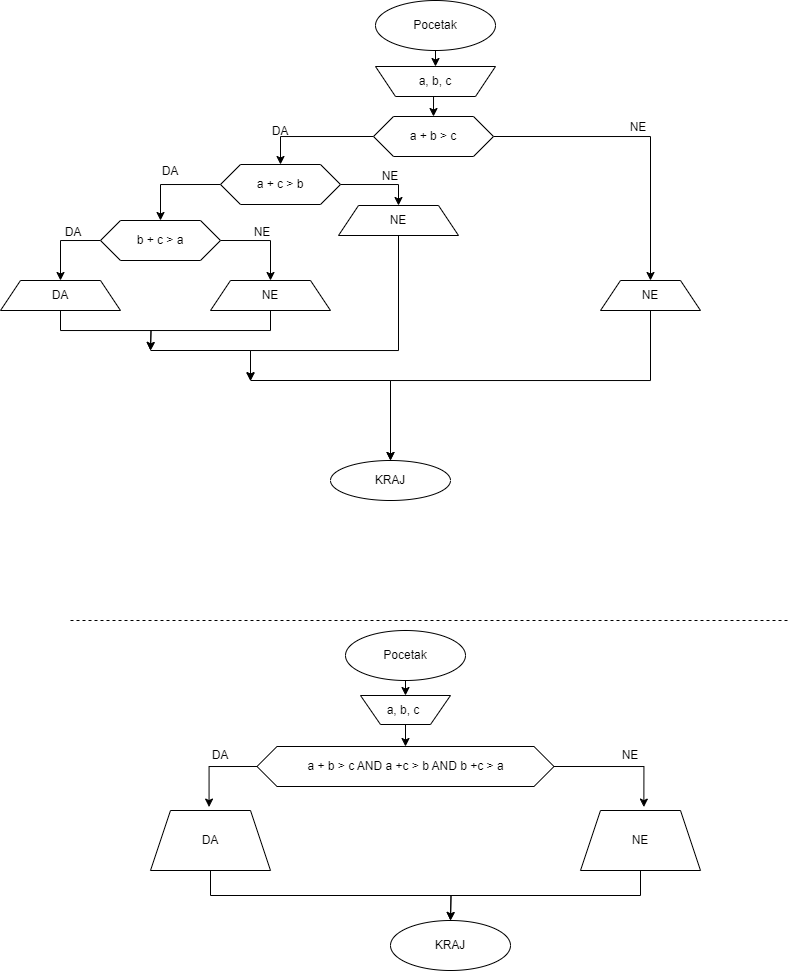 Pocetak
a, b, c
a + b > c
DA
NE
a + c > b
DA
NE
NE
b + c > a
DA
NE
DA
NE
NE
KRAJ
Pocetak
a, b, c
a + b > c AND a +c > b AND b +c > a
DA
NE
DA
NE
KRAJ